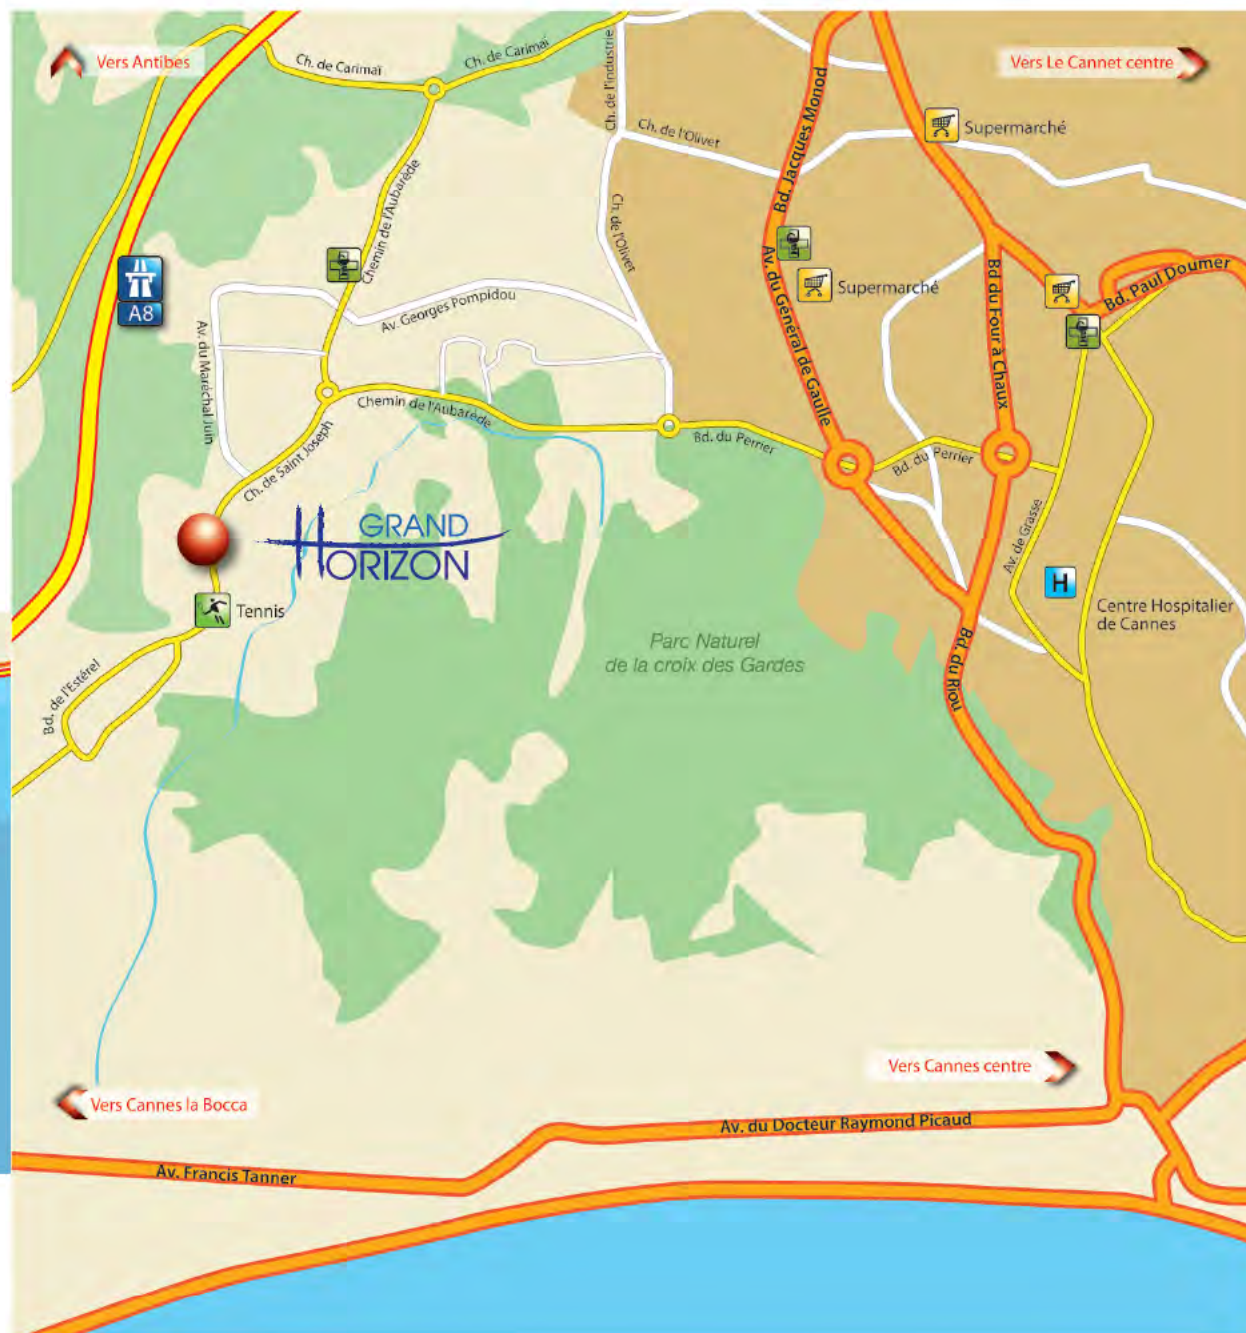 Vers Antibes
Ch. de Carimaï
Ch. de Carimaï
Ch. de l'industrie
Vers Le Cannet centre
Bd. Jacques Monod
Supermarché
Ch. de l'Olivet
Chemin de l'Aubarède
Ch. de l'Olivet
A8
Av. Georges Pompidou
Av. du Général de Gaulle
Supermarché
Bd du Four à Chaux
Bd. Paul Doumer
Av. du Maréchal Juin
Chemin de l'Aubarède
Bd. du Perrier
Bd. du Perrier
Ch. de Saint Joseph
Av. de Grasse
GRAND
HORIZON
H
Tennis
Centre Hospitalier
de Cannes
Parc Naturel
de la croix des Gardes
Bd. de l'Estérel
Bd. du Riou
Vers Cannes centre
Vers Cannes la Bocca
Av. du Docteur Raymond Picaud
Av. Francis Tanner